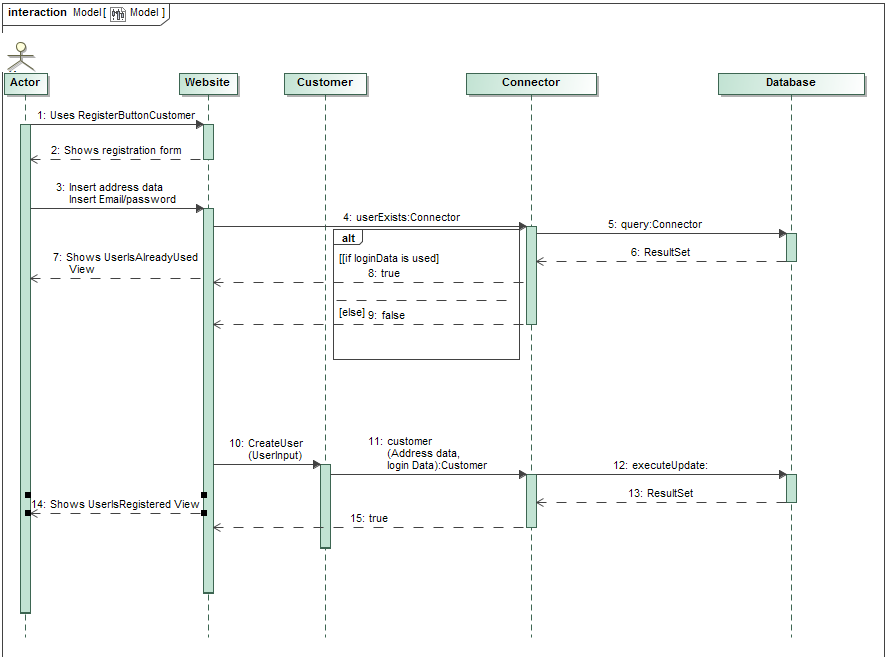 interaction Model[ Model ]
Actor
Website
Customer
Connector
Database
1: Uses RegisterButtonCustomer
2: Shows registration form
3: Insert address data
Insert Email/password
4: userExists:Connector
5: query:Connector
6: ResultSet
7: Shows UserIsAlreadyUsed
View
alt
[[if loginData is used]
8: true
[else]
9: false
10: CreateUser
(UserInput)
11: customer
(Address data,
login Data):Customer
12: executeUpdate:
13: ResultSet
14: Shows UserIsRegistered View
15: true